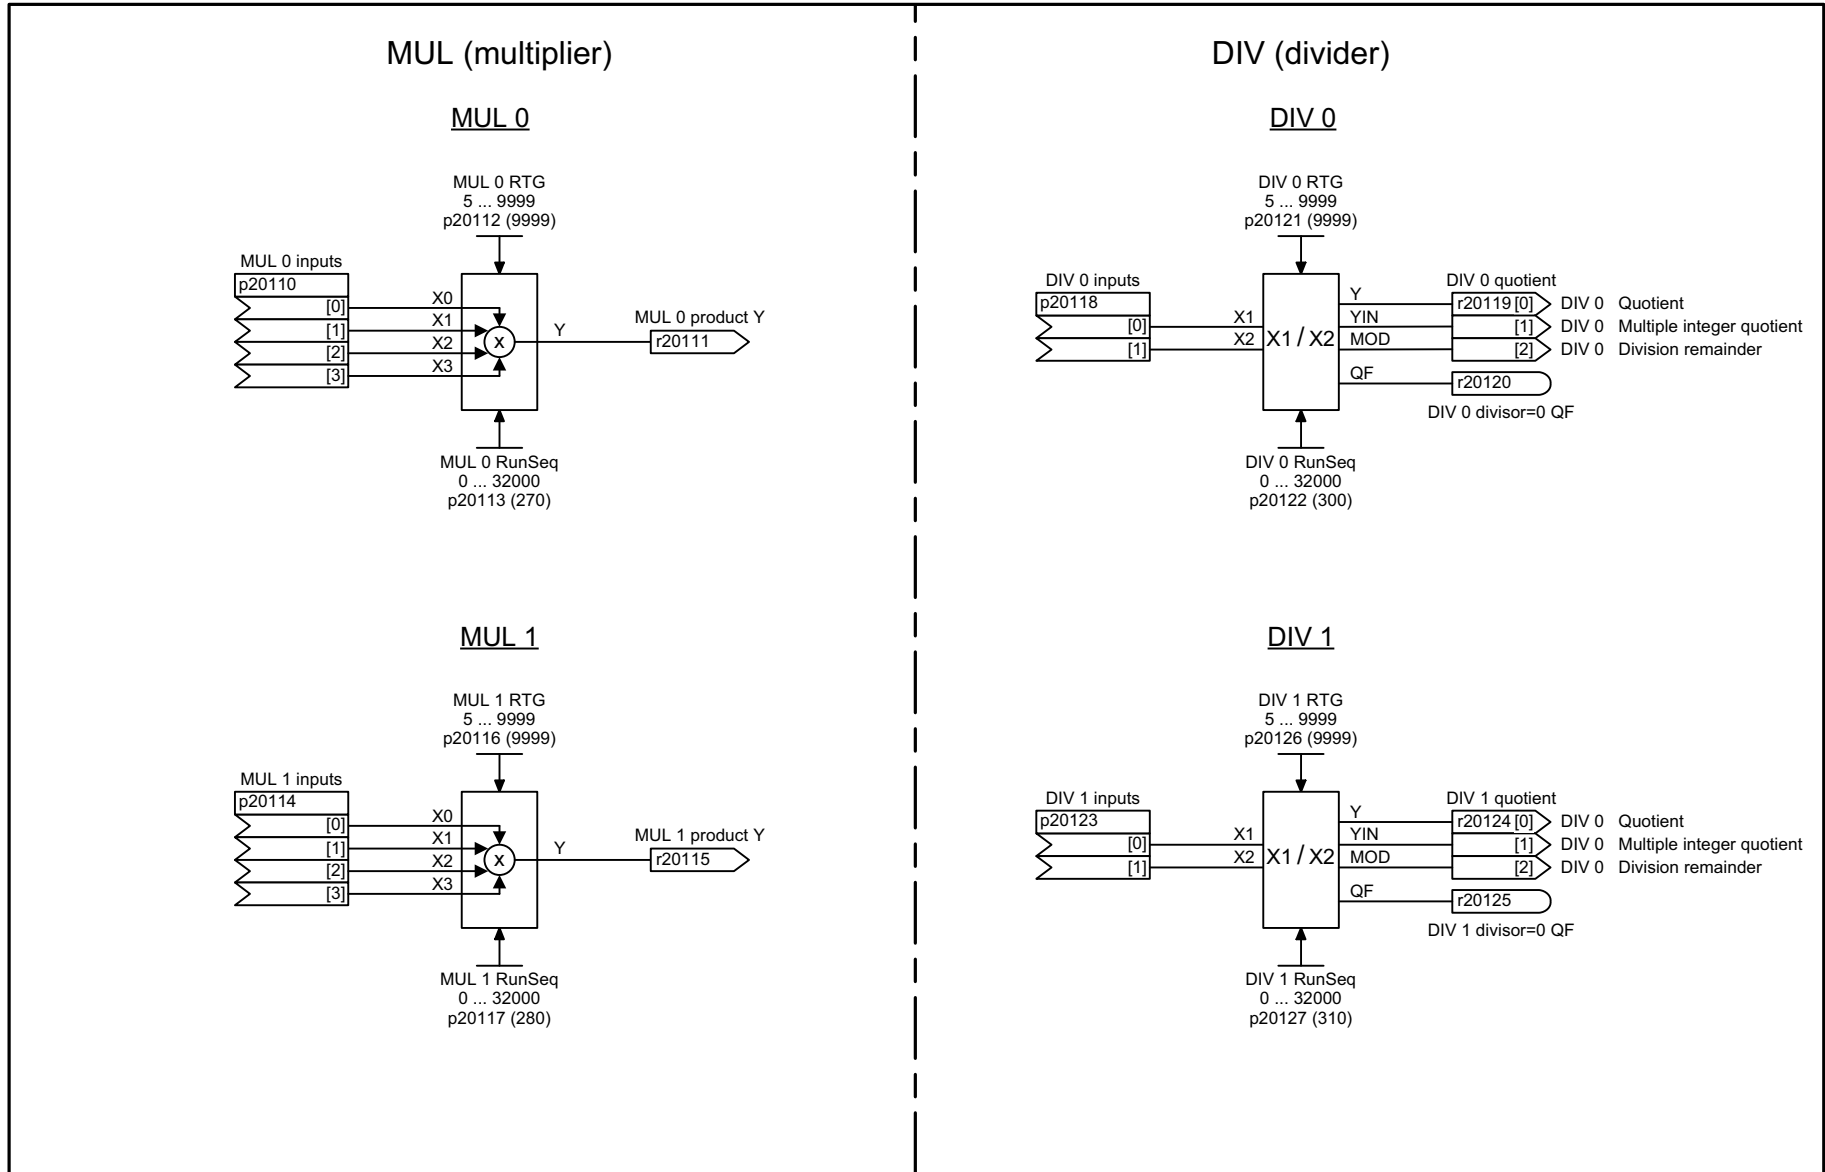 MUL (multiplier)
MUL 0
MUL 0 RTG
5 ... 9999
p20112 (9999)
MUL 0 inputs
p20110
[0]
[1]
[2]
[3]
X0
X1
X2
X3
x
Y
MUL 0 product Y
r20111
MUL 0 RunSeq
0 ... 32000
p20113 (270)
MUL 1
MUL 1 RTG
5 ... 9999
p20116 (9999)
MUL 1 inputs
p20114
[0]
[1]
[2]
[3]
X0
X1
X2
X3
x
Y
MUL 1 product Y
r20115
MUL 1 RunSeq
0 ... 32000
p20117 (280)
DIV (divider)
DIV 0
DIV 0 RTG
5 ... 9999
p20121 (9999)
DIV 0 inputs
p20118
[0]
[1]
X1
X2
X1 / X2
Y
YIN
MOD
QF
DIV 0 quotient
r20119 [0] DIV 0 Quotient
[1] DIV 0 Multiple integer quotient
[2] DIV 0 Division remainder
r20120
DIV 0 divisor=0 QF
DIV 0 RunSeq
0 ... 32000
p20122 (300)
DIV 1
DIV 1 RTG
5 ... 9999
p20126 (9999)
DIV 1 inputs
p20123
[0]
[1]
X1
X2
X1 / X2
Y
YIN
MOD
QF
DIV 1 quotient
r20124 [0] DIV 0 Quotient
[1] DIV 0 Multiple integer quotient
[2] DIV 0 Division remainder
r20125
DIV 1 divisor=0 QF
DIV 1 RunSeq
0 ... 32000
p20127 (310)